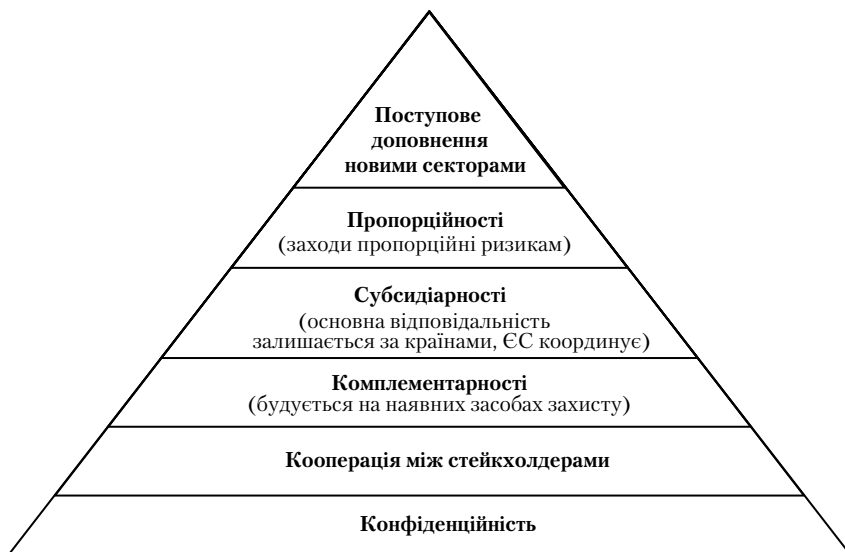 Поступове
доповнення
новими секторами
Пропорційності
(заходи пропорційні ризикам)
Субсидіарності
(основна відповідальність
залишається за країнами, ЄС координує)
Комплементарності
(будується на наявних засобах захисту)
Кооперація між стейкхолдерами
Конфіденційність